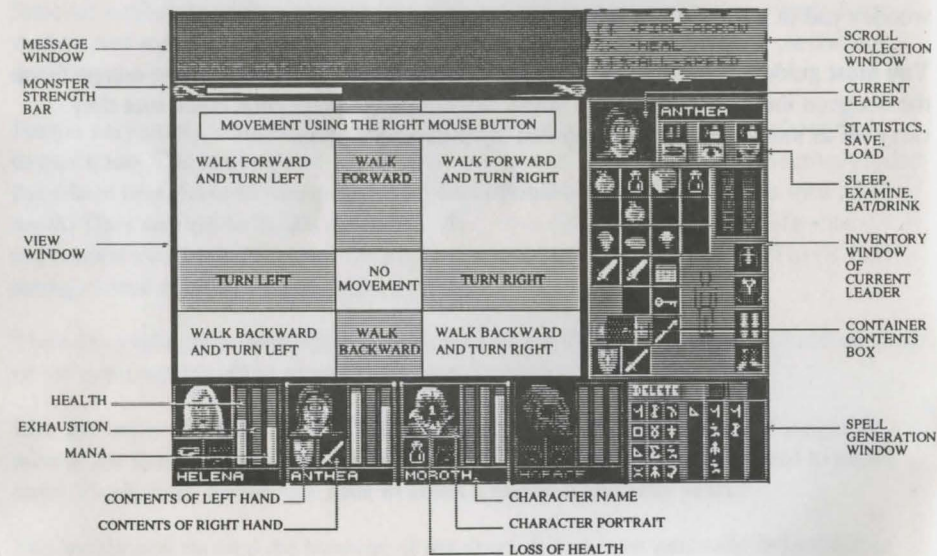 MESSAGE
WINDOW
MONSTER
STRENGTH
BAR
VIEW
WINDOW
HEALTH
EXHAUSTION
MANA
CONTENTS OF LEFT HAND
CONTENTS OF RIGHT HAND
-FIRE-ARROW
-HEAL
-ALL-SPEED
ANTHEA
MOVEMENT USING THE RIGHT MOUSE BUTTON
WALK FORWARD
AND TURN LEFT
WALK
FORWARD
WALK FORWARD
AND TURN RIGHT
TURN LEFT
NO
MOVEMENT
TURN RIGHT
WALK BACKWARD
AND TURN LEFT
WALK
BACKWARD
WALK BACKWARD
AND TURN RIGHT
DELETE
1
HELENA
ANTHEA
MOROTH
SCROLL
COLLECTION
WINDOW
CURRENT
LEADER
STATISTICS,
SAVE,
LOAD
SLEEP,
EXAMINE,
EAT/DRINK
INVENTORY
WINDOW
OF
CURRENT
LEADER
CONTAINER
CONTENTS
BOX
SPELL
GENERATION
WINDOW
CHARACTER NAME
CHARACTER PORTRAIT
LOSS OF HEALTH